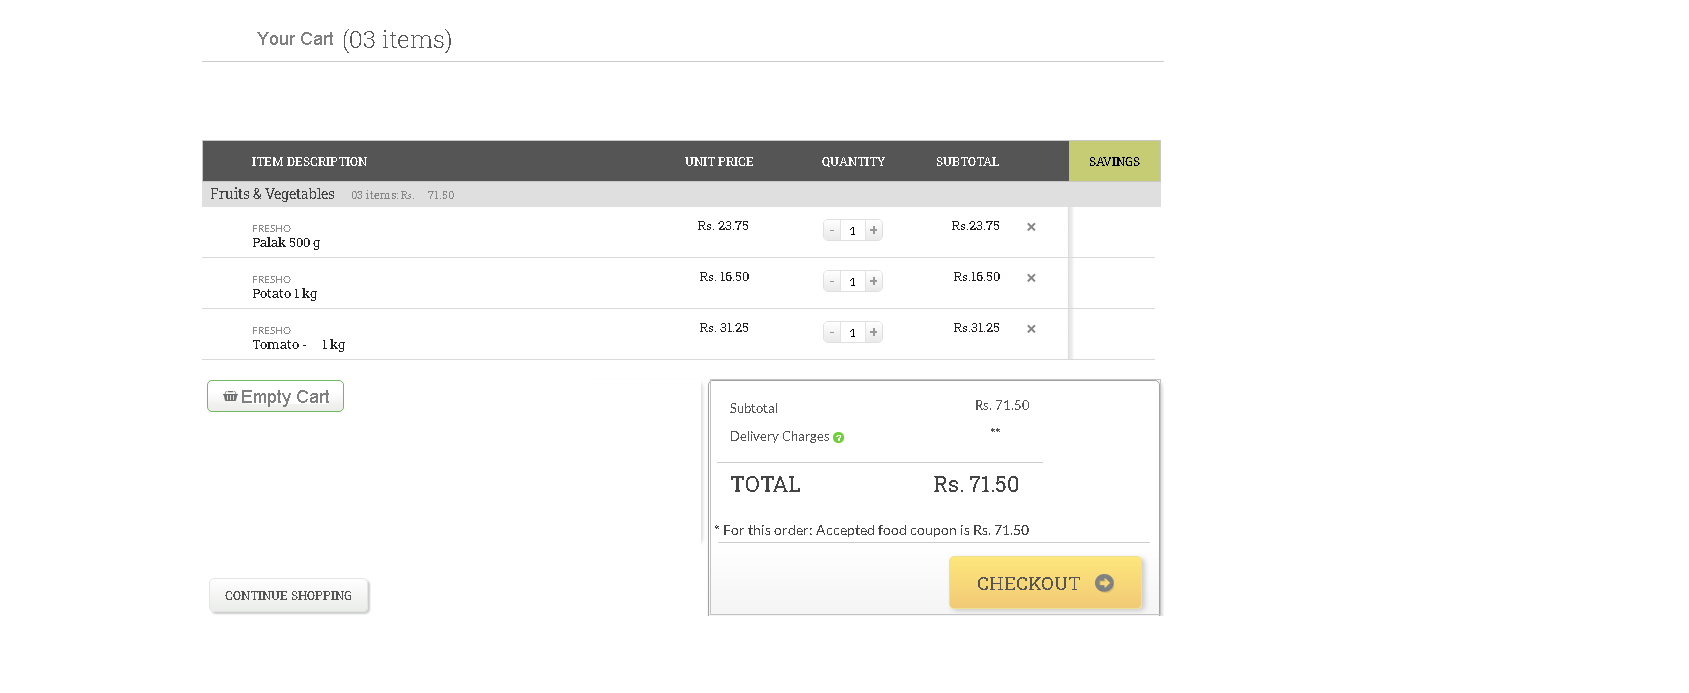 Your Cart (03 items)
ITEM DESCRIPTION UNIT PRICE QUANTITY SUBTOTAL SAVINGS
Fruits & Vegetables 03 items: Rs. 71.50
FRESHO
Palak 500 g Rs. 23.75 - 1 + Rs.23.75 ×
FRESHO
Potato 1 kg Rs. 16.50 - 1 + Rs.16.50 ×
FRESHO
Tomato - 1 kg Rs. 31.25 - 1 + Rs.31.25 ×
Empty Cart
Subtotal Rs. 71.50
Delivery Charges ? **
TOTAL Rs. 71.50
* For this order: Accepted food coupon is Rs. 71.50
CHECKOUT
CONTINUE SHOPPING